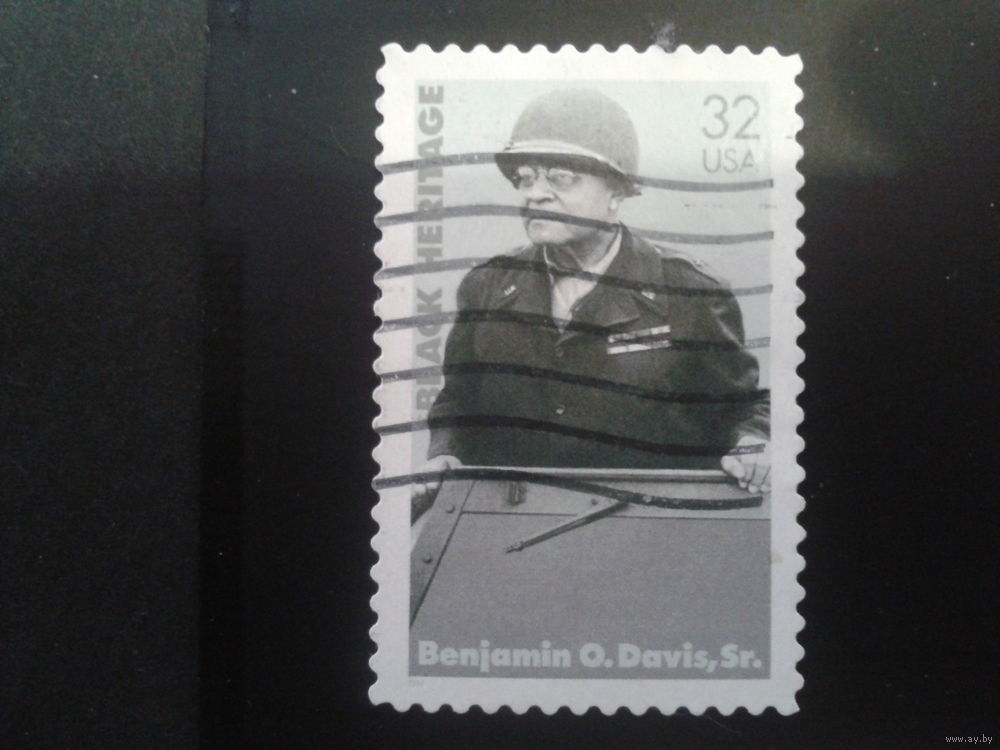 BLACK HERITAGE
32
USA
Benjamin O. Davis, Sr.
www.ay.by